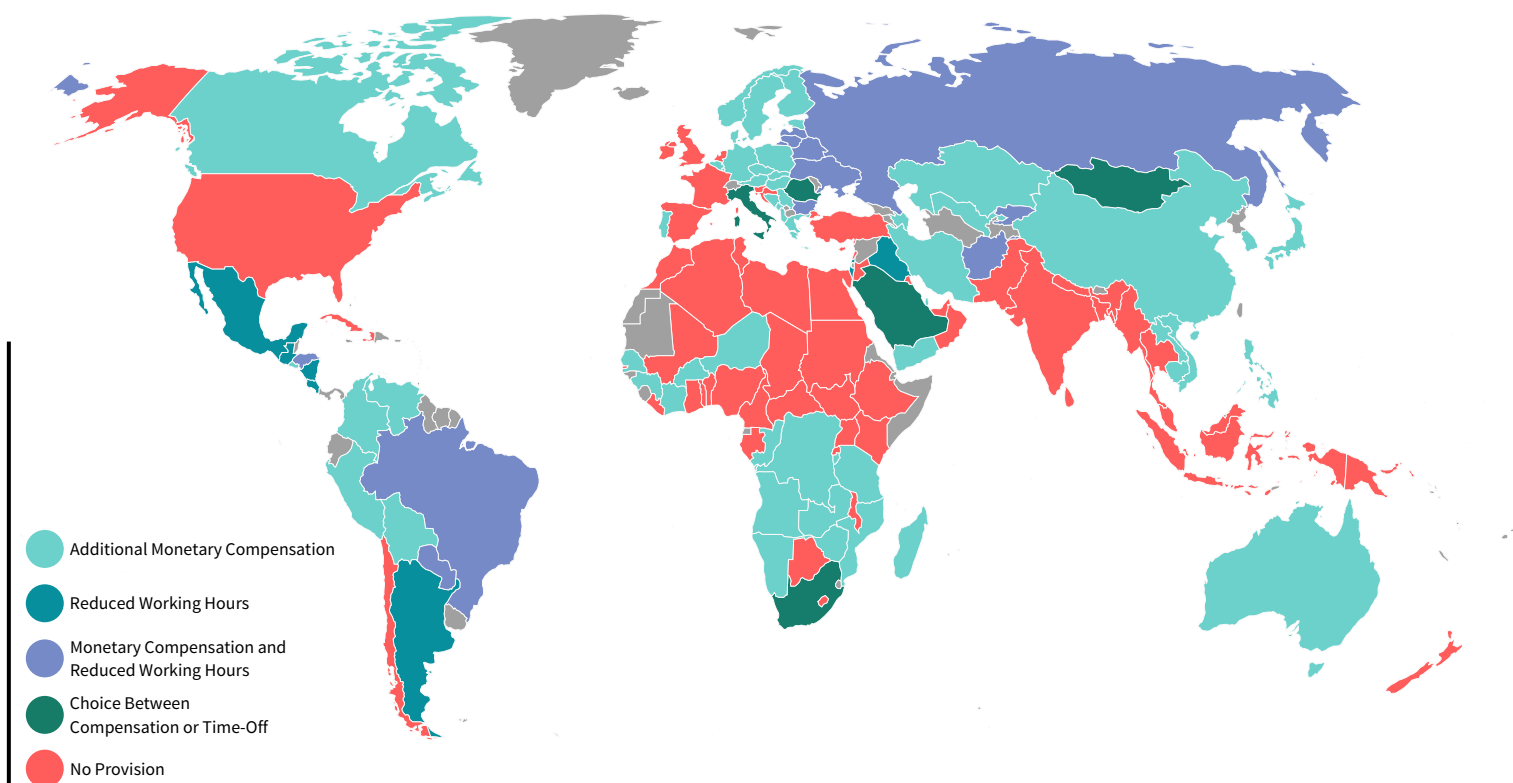 Additional Monetary Compensation
Reduced Working Hours
Monetary Compensation and
Reduced Working Hours
Choice Between
Compensation or Time-Off
No Provision